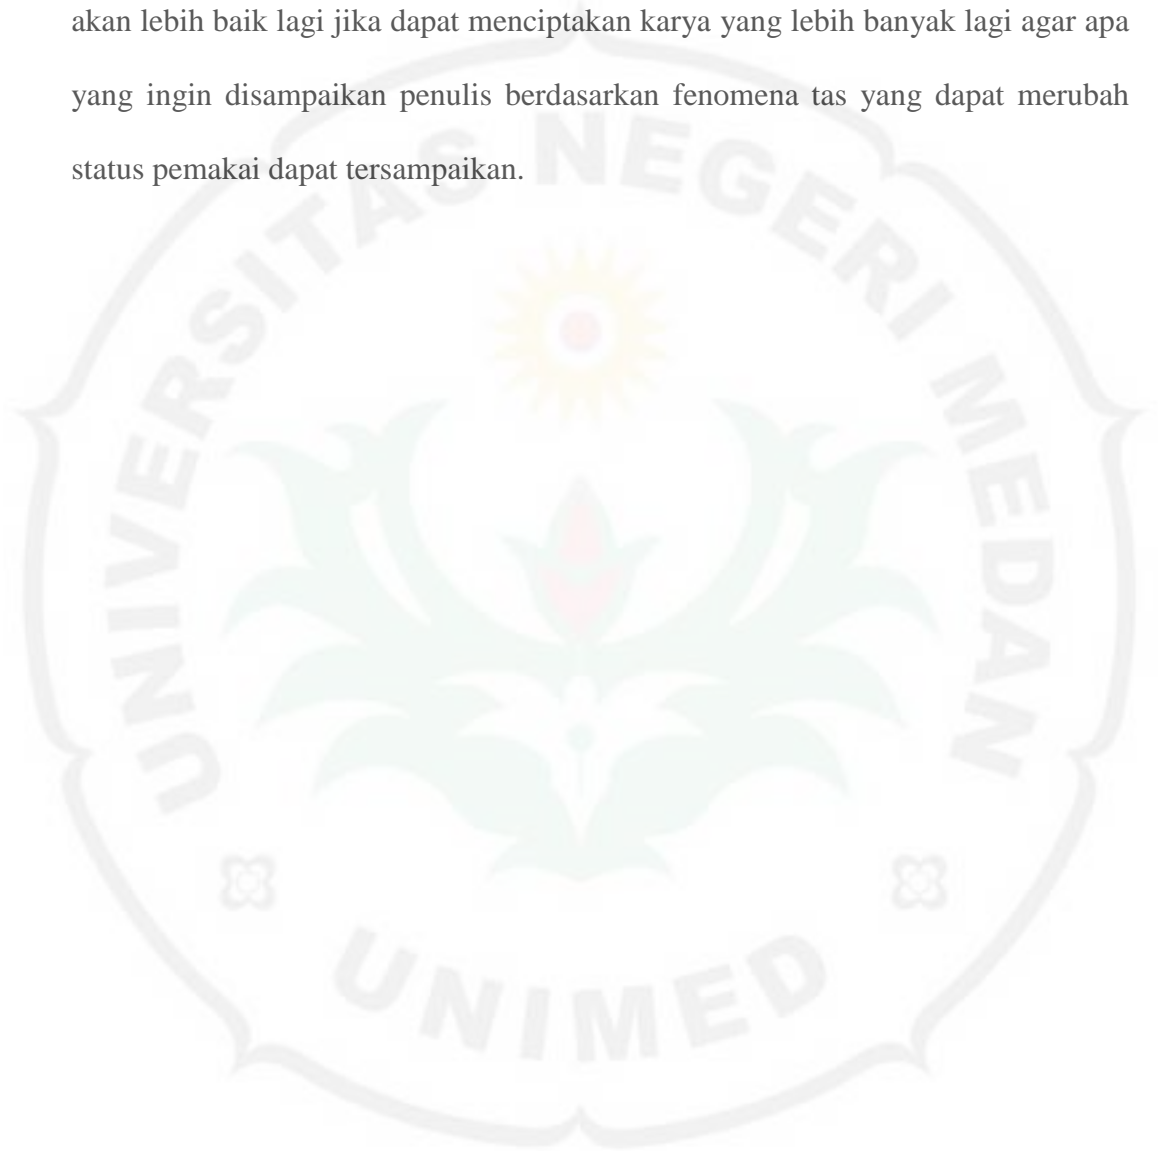 akan lebih baik lagi jika dapat menciptakan karya yang lebih banyak lagi agar apa
yang ingin disampaikan penulis berdasarkan fenomena tas yang dapat merubah
status pemakai dapat tersampaikan.
UNIVERSITAS NEGERI MEDAN
UNIMED